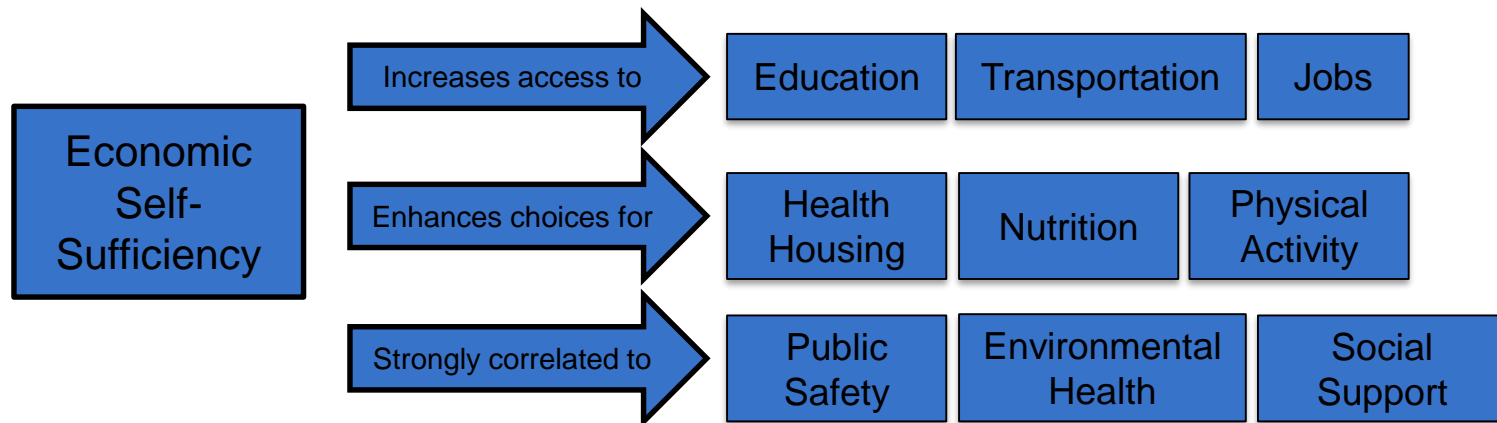 Economic
Self-
Sufficiency
Increases access to
Education
Transportation
Jobs
Enhances choices for
Health
Housing
Nutrition
Physical
Activity
Strongly correlated to
Public
Safety
Environmental
Health
Social
Support